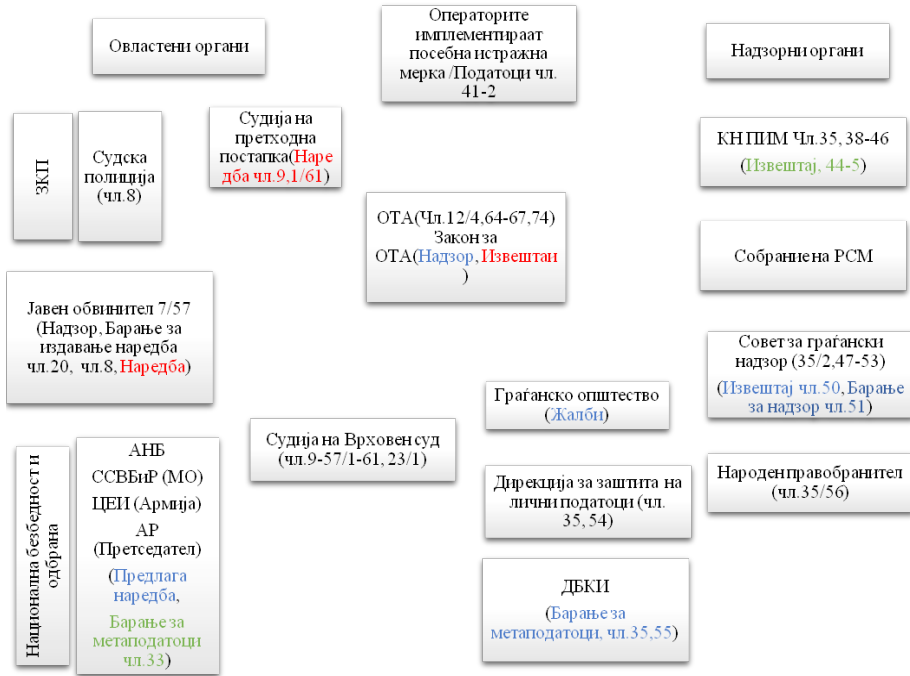 Овластени органи
Операторите
имплементираат
посебна истражна
мерка /Податоци чл.
41-2
Надзорни органи
ЗКП
Судска
полиција
(чл.8)
Судија на
претходна
постапка(Наре
дба чл.9,1/61)
КН ПИМ Чл.35, 38-46
(Извештај, 44-5)
ОТА(Чл.12/4,64-67,74)
Закон за
ОТА(Надзор, Извештаи
)
Собрание на РСМ
Јавен обвинител 7/57
(Надзор, Барање за
издавање наредба
чл.20, чл.8, Наредба)
Совет за граѓански
надзор (35/2,47-53)
(Извештај чл.50, Барање
за надзор чл.51)
Граѓанско општество
(Жалби)
Судија на Врховен суд
(чл.9-57/1-61, 23/1)
Национална безбедност и
одбрана
АНБ
ССВБиР (МО)
ЦЕИ (Армија)
АР
(Претседател)
(Предлага
наредба,
Барање за
метаподатоци
чл.33)
Дирекција за заштита на
лични податоци (чл.
35, 54)
Народен правобранител
(чл.35/56)
ДБКИ
(Барање за
метаподатоци, чл.35,55)